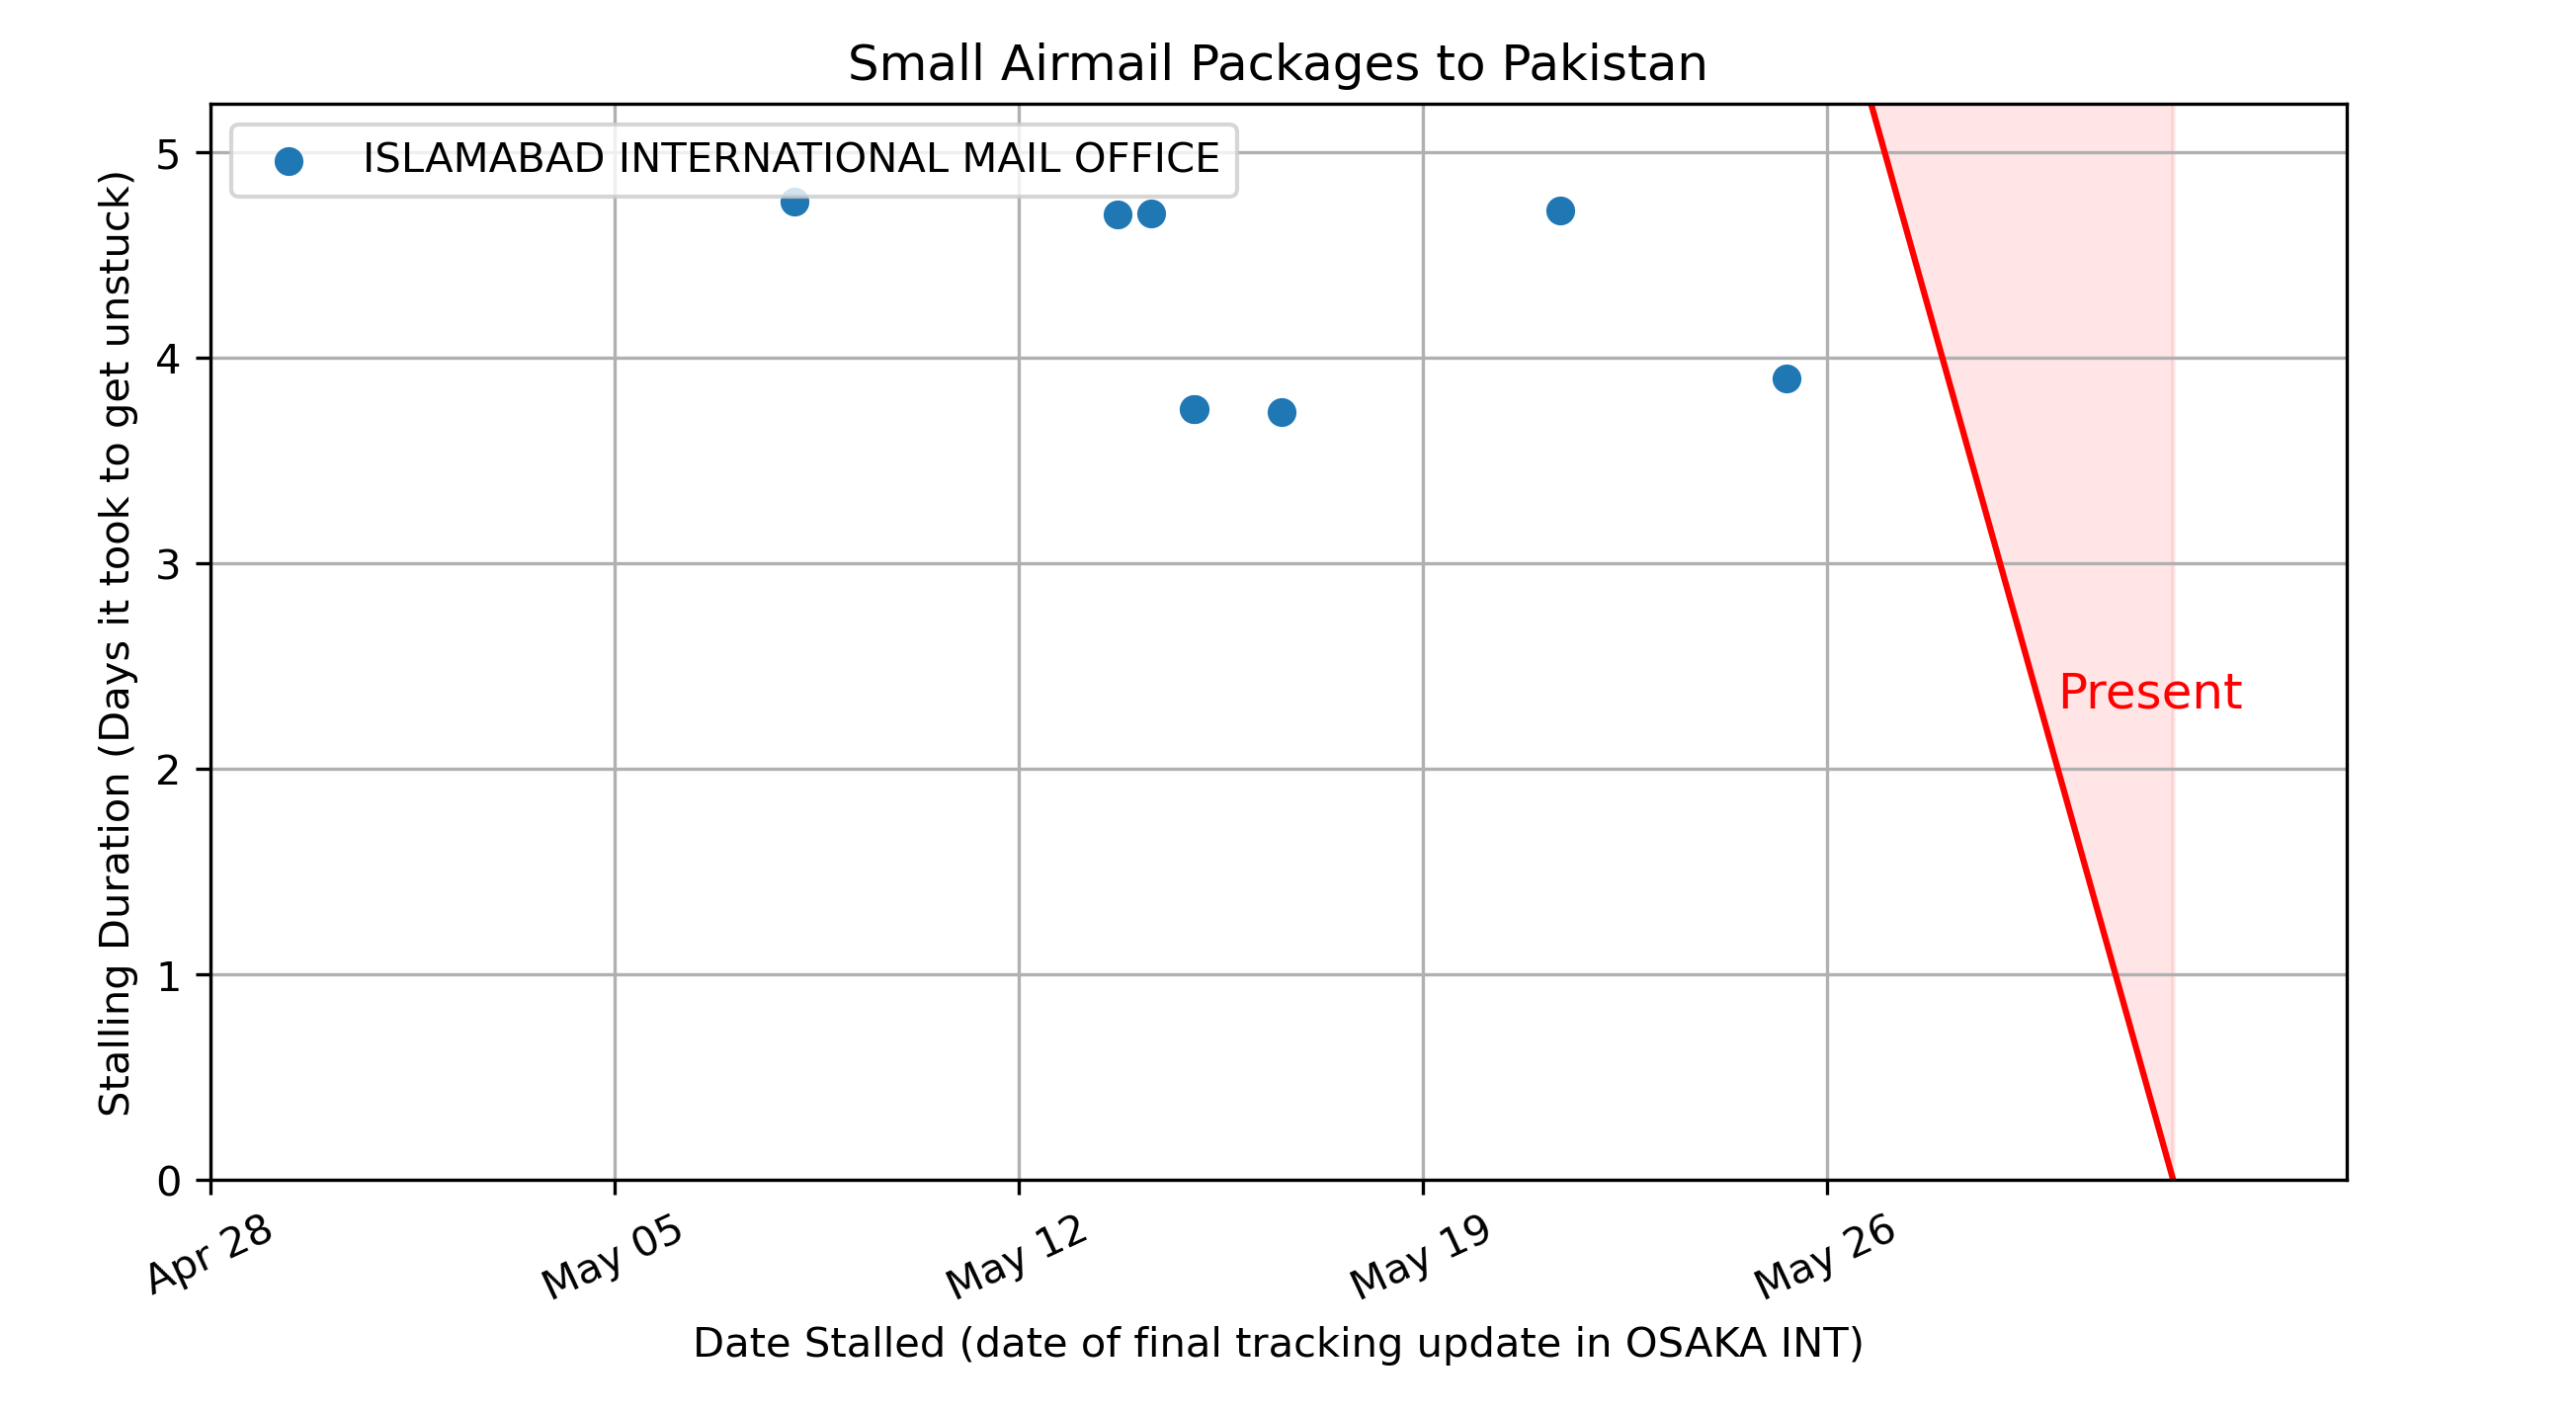 Small Airmail Packages to Pakistan
ISLAMABAD INTERNATIONAL MAIL OFFICE
Stalling Duration (Days it took to get unstuck)
5
4
3
2
1
0
Present
Apr 28
May 05
May 12
May 19
May 26
Date Stalled (date of final tracking update in OSAKA INT)